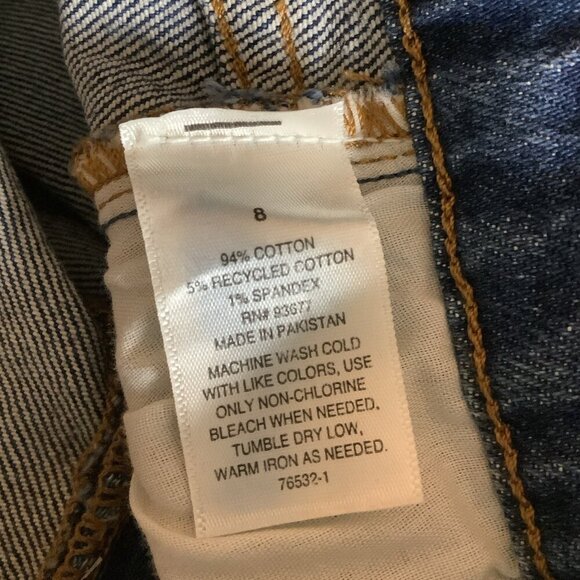 8
94% COTTON
5% RECYCLED COTTON
1% SPANDEX
RN# 93677
MADE IN PAKISTAN
MACHINE WASH COLD
WITH LIKE COLORS, USE
ONLY NON-CHLORINE
BLEACH WHEN NEEDED,
TUMBLE DRY LOW,
WARM IRON AS NEEDED.
76532-1